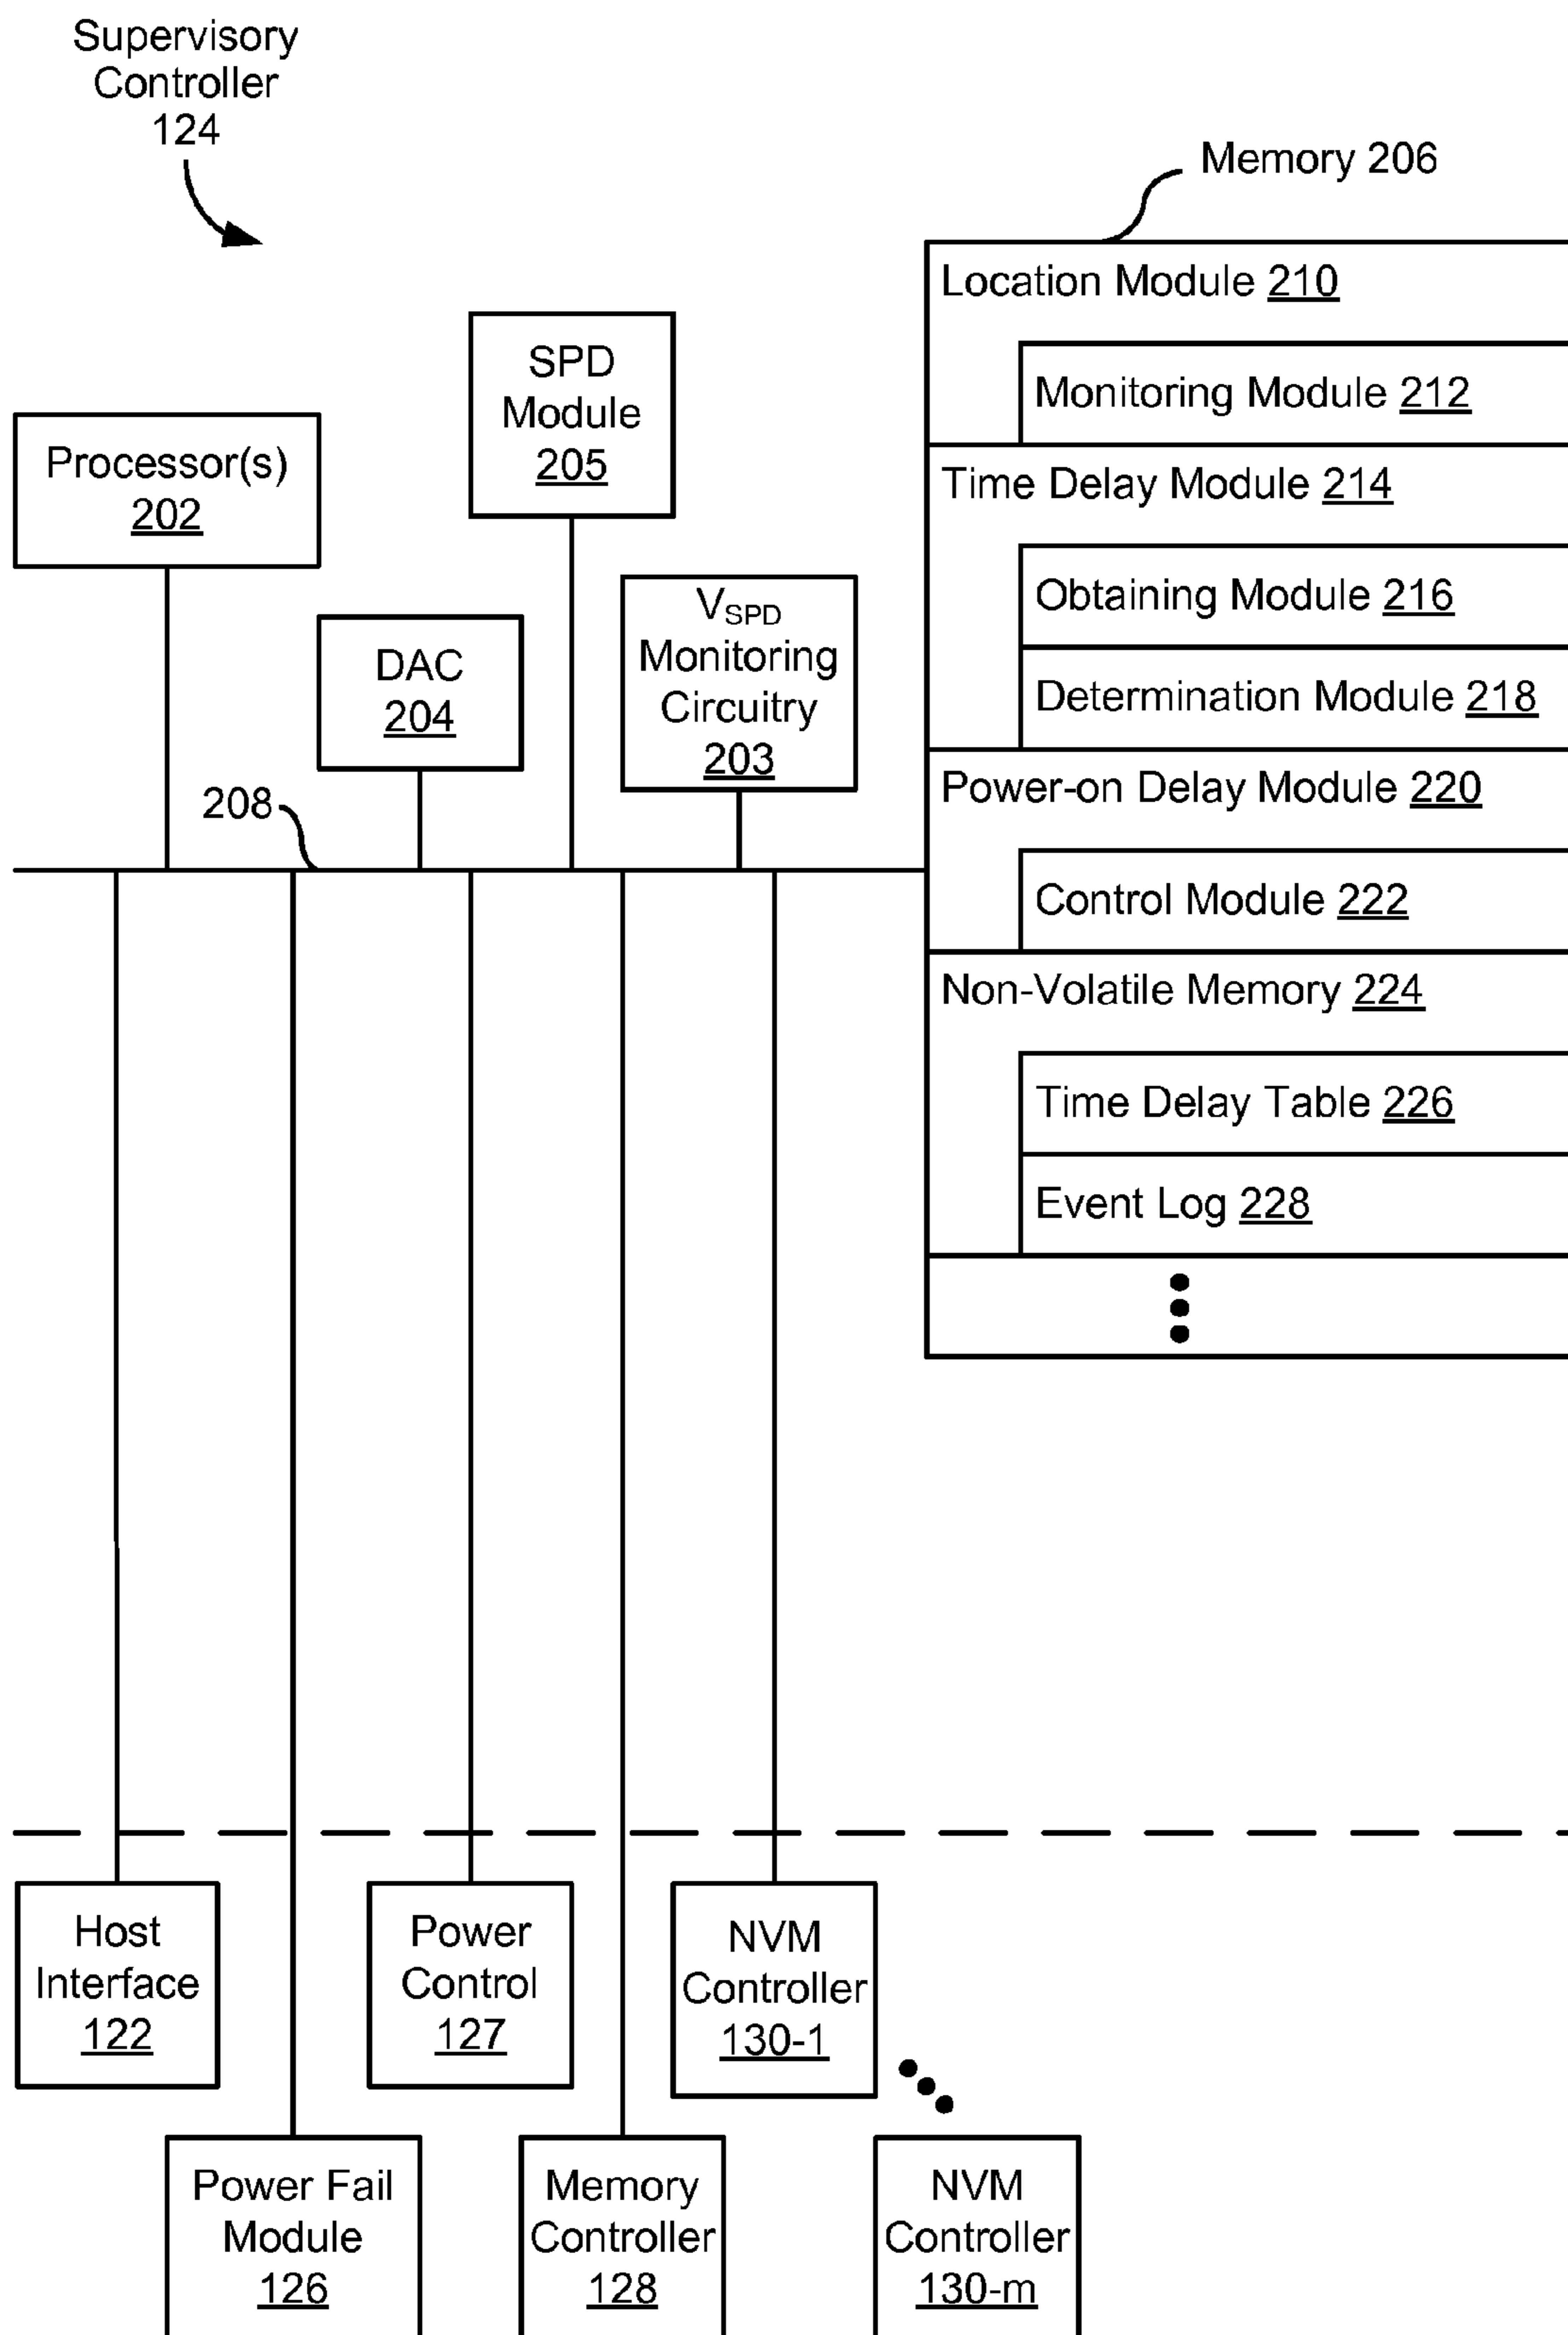 Supervisory
Controller
124
Memory 206
Location Module 210
Monitoring Module 212
Time Delay Module 214
Obtaining Module 216
Determination Module 218
Power-on Delay Module 220
Control Module 222
Non-Volatile Memory 224
Time Delay Table 226
Event Log 228
SPD
Module
205
Processor(s)
202
VSPD
Monitoring
Circuitry
203
DAC
204
208
Host
Interface
122
Power
Control
127
NVM
Controller
130-1
Power Fail
Module
126
Memory
Controller
128
NVM
Controller
130-m